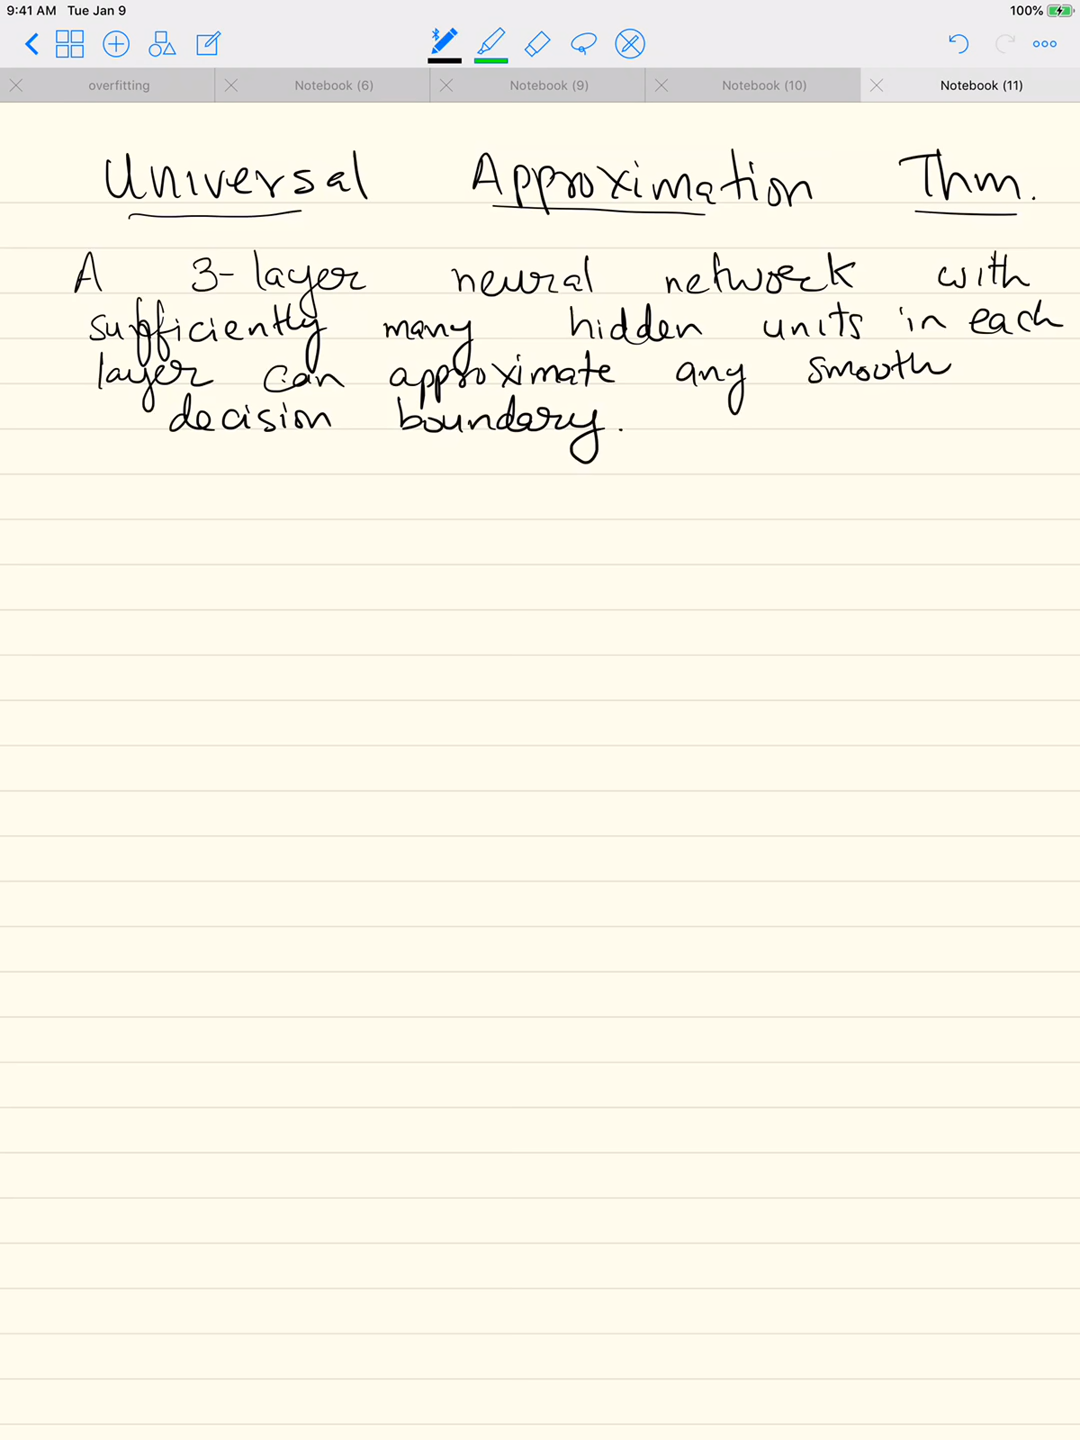 9:41 AM Tue Jan 9 100%
overfitting Notebook (6) Notebook (9) Notebook (10) Notebook (11)
Universal Approximation Thm.
A 3-layer neural network with
sufficiently many hidden units in each
layer can approximate any smooth
decision boundary.